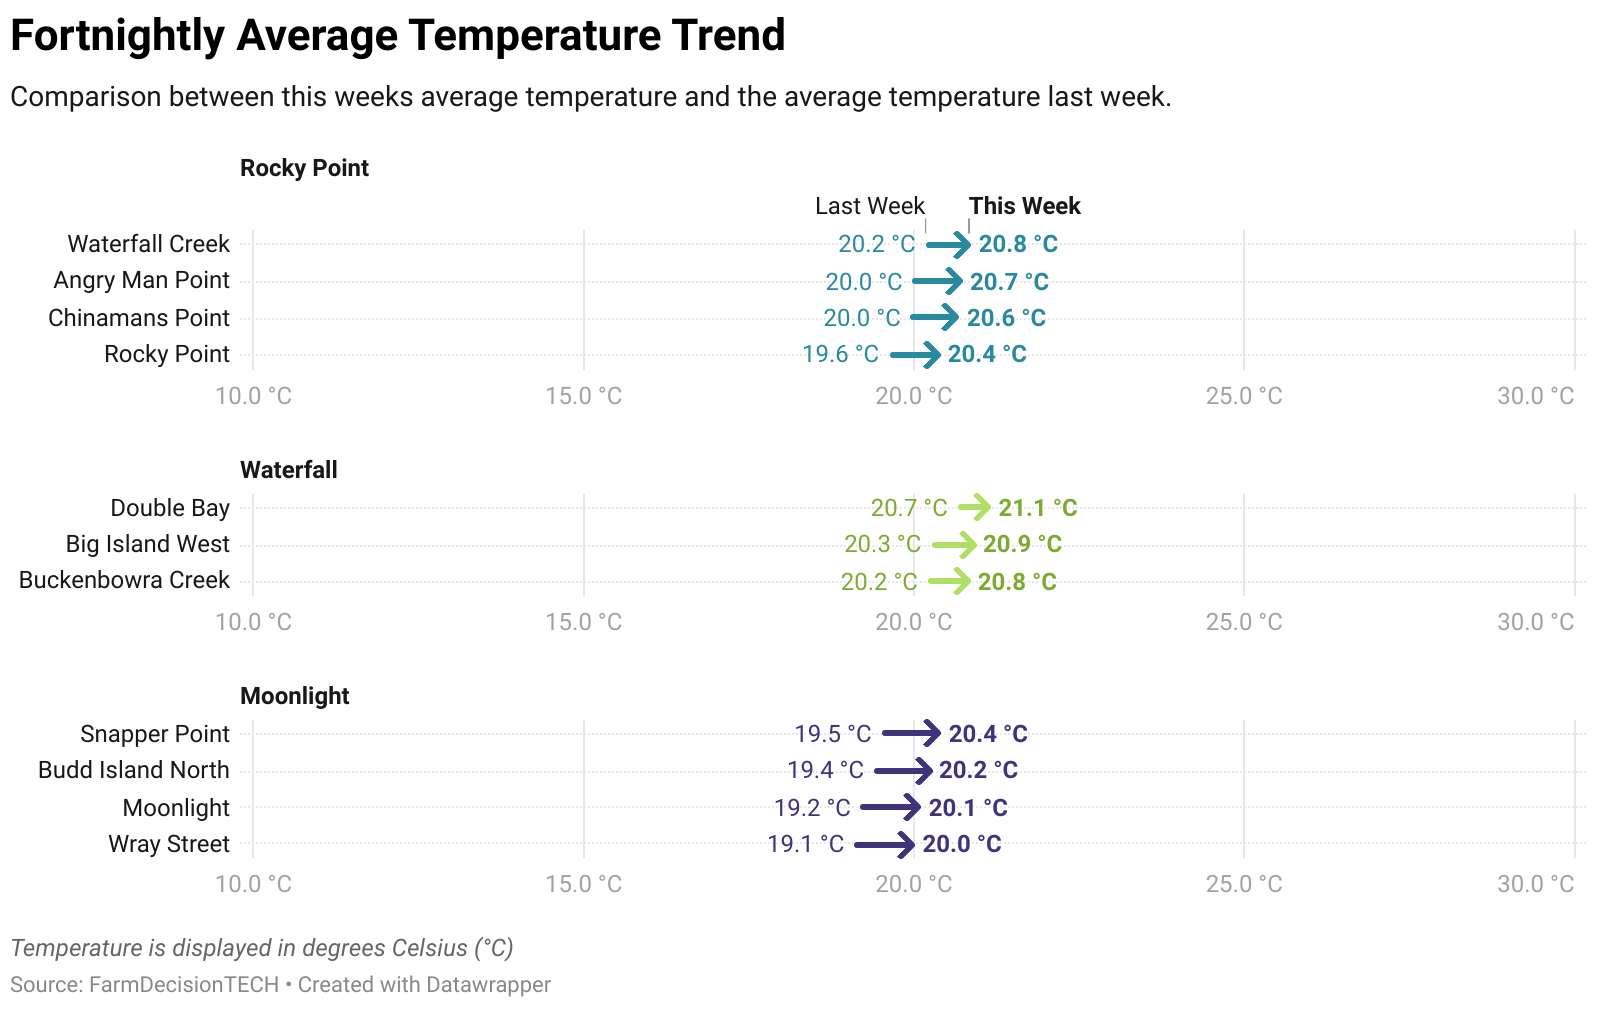 Fortnightly Average Temperature Trend
Comparison between this weeks average temperature and the average temperature last week.
Rocky Point
Last Week This Week
Waterfall Creek 20.2 °C 20.8 °C
Angry Man Point 20.0 °C 20.7 °C
Chinamans Point 20.0 °C 20.6 °C
Rocky Point 19.6 °C 20.4 °C
10.0 °C 15.0 °C 20.0 °C 25.0 °C 30.0 °C
Waterfall
Double Bay 20.7 °C 21.1 °C
Big Island West 20.3 °C 20.9 °C
Buckenbowra Creek 20.2 °C 20.8 °C
10.0 °C 15.0 °C 20.0 °C 25.0 °C 30.0 °C
Moonlight
Snapper Point 19.5 °C 20.4 °C
Budd Island North 19.4 °C 20.2 °C
Moonlight 19.2 °C 20.1 °C
Wray Street 19.1 °C 20.0 °C
10.0 °C 15.0 °C 20.0 °C 25.0 °C 30.0 °C
Temperature is displayed in degrees Celsius (°C)
Source: FarmDecisionTECH • Created with Datawrapper